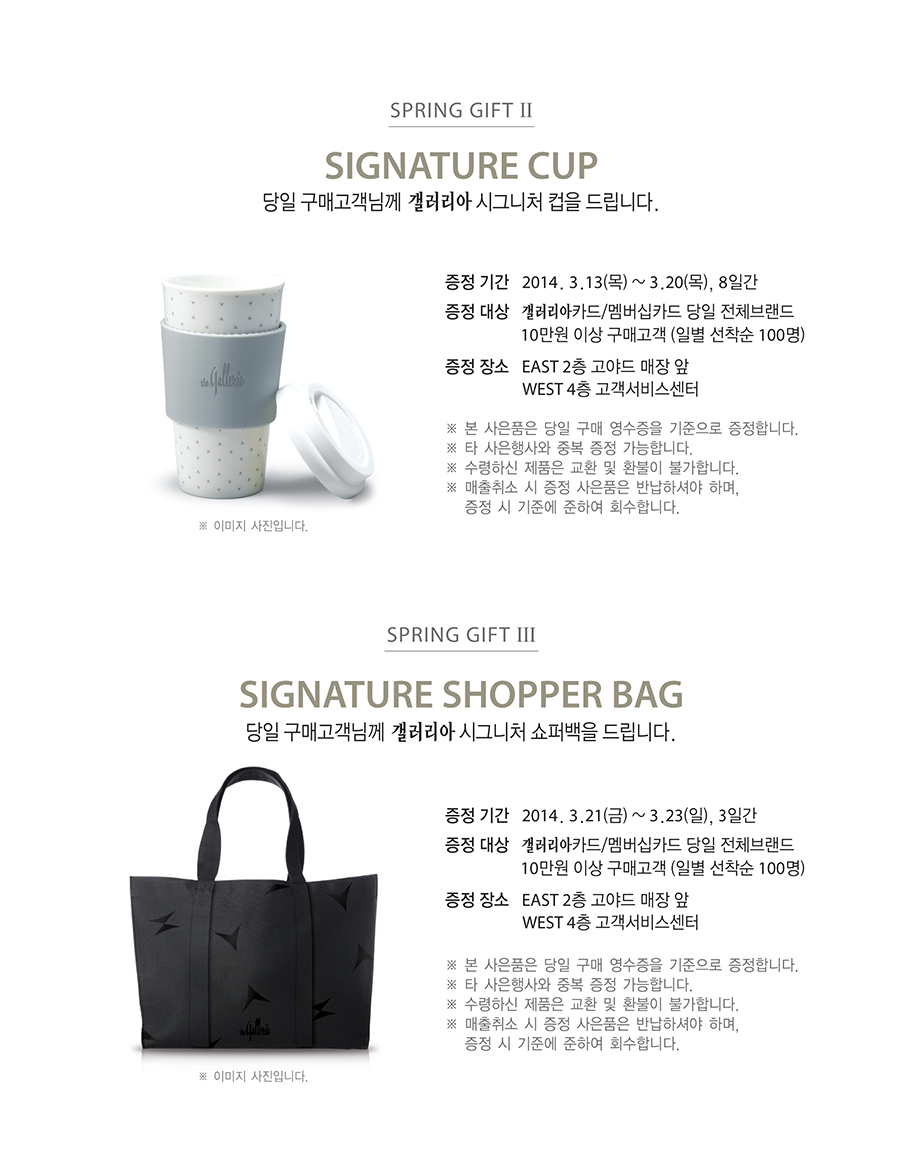 SPRING GIFT II
SIGNATURE CUP
당일 구매고객님께 갤러리아 시그니처 컵을 드립니다.
증정 기간 2014. 3.13(목) ~ 3.20(목), 8일간
증정 대상 갤러리아카드/멤버십카드 당일 전체브랜드
10만원 이상 구매고객 (일별 선착순 100명)
증정 장소 EAST 2층 고야드 매장 앞
WEST 4층 고객서비스센터
the Galleria
※ 본 사은품은 당일 구매 영수증을 기준으로 증정합니다.
※ 타 사은행사와 중복 증정 가능합니다.
※ 수령하신 제품은 교환 및 환불이 불가합니다.
※ 매출취소 시 증정 사은품은 반납하셔야 하며,
증정 시 기준에 준하여 회수합니다.
※ 이미지 사진입니다.
SPRING GIFT III
SIGNATURE SHOPPER BAG
당일 구매고객님께 갤러리아 시그니처 쇼퍼백을 드립니다.
증정 기간 2014. 3.21(금) ~ 3.23(일), 3일간
증정 대상 갤러리아카드/멤버십카드 당일 전체브랜드
10만원 이상 구매고객 (일별 선착순 100명)
증정 장소 EAST 2층 고야드 매장 앞
WEST 4층 고객서비스센터
※ 본 사은품은 당일 구매 영수증을 기준으로 증정합니다.
※ 타 사은행사와 중복 증정 가능합니다.
※ 수령하신 제품은 교환 및 환불이 불가합니다.
※ 매출취소 시 증정 사은품은 반납하셔야 하며,
증정 시 기준에 준하여 회수합니다.
the Galleria
※ 이미지 사진입니다.